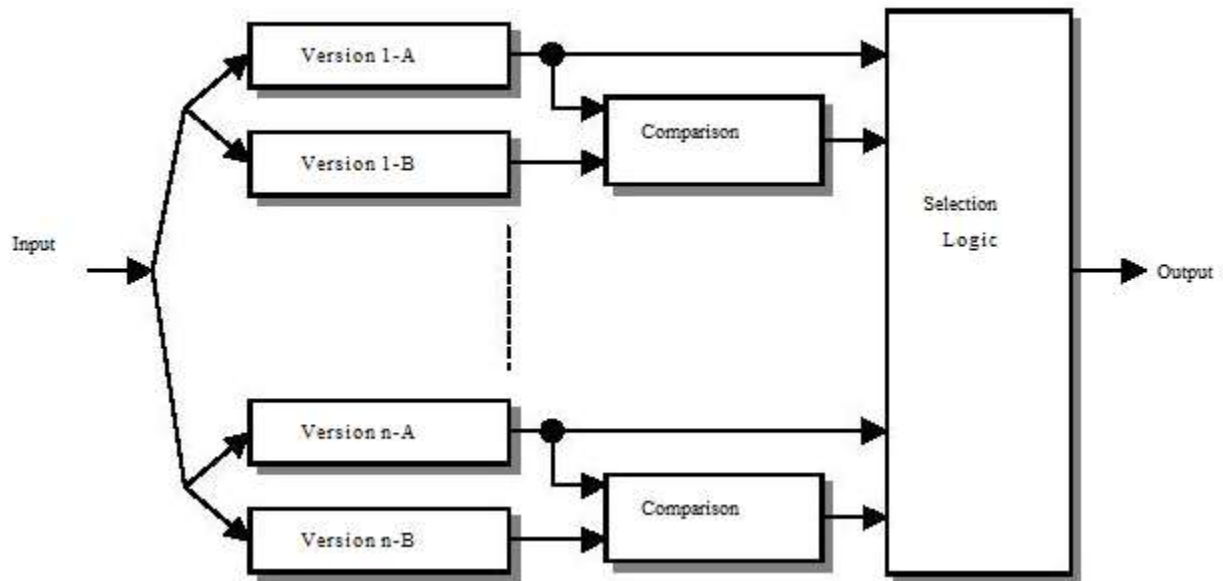 Version 1-A
Comparison
Version 1-B
Selection
Logic
Input
Output
Version n-A
Comparison
Version n-B